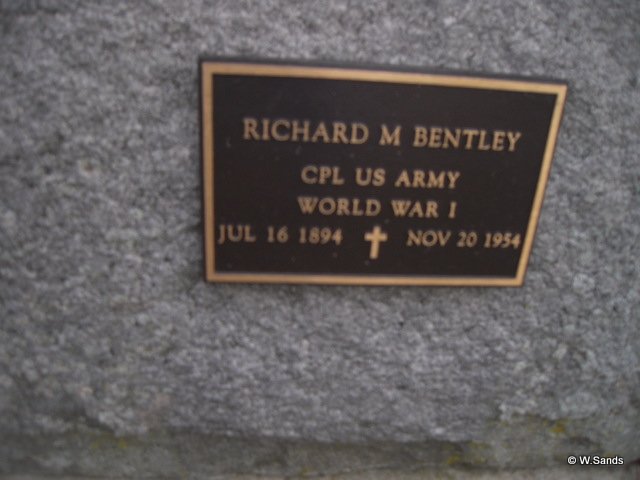 RICHARD M BENTLEY
CPL US ARMY
WORLD WAR I
JUL 16 1894 NOV 20 1954
© W.Sands